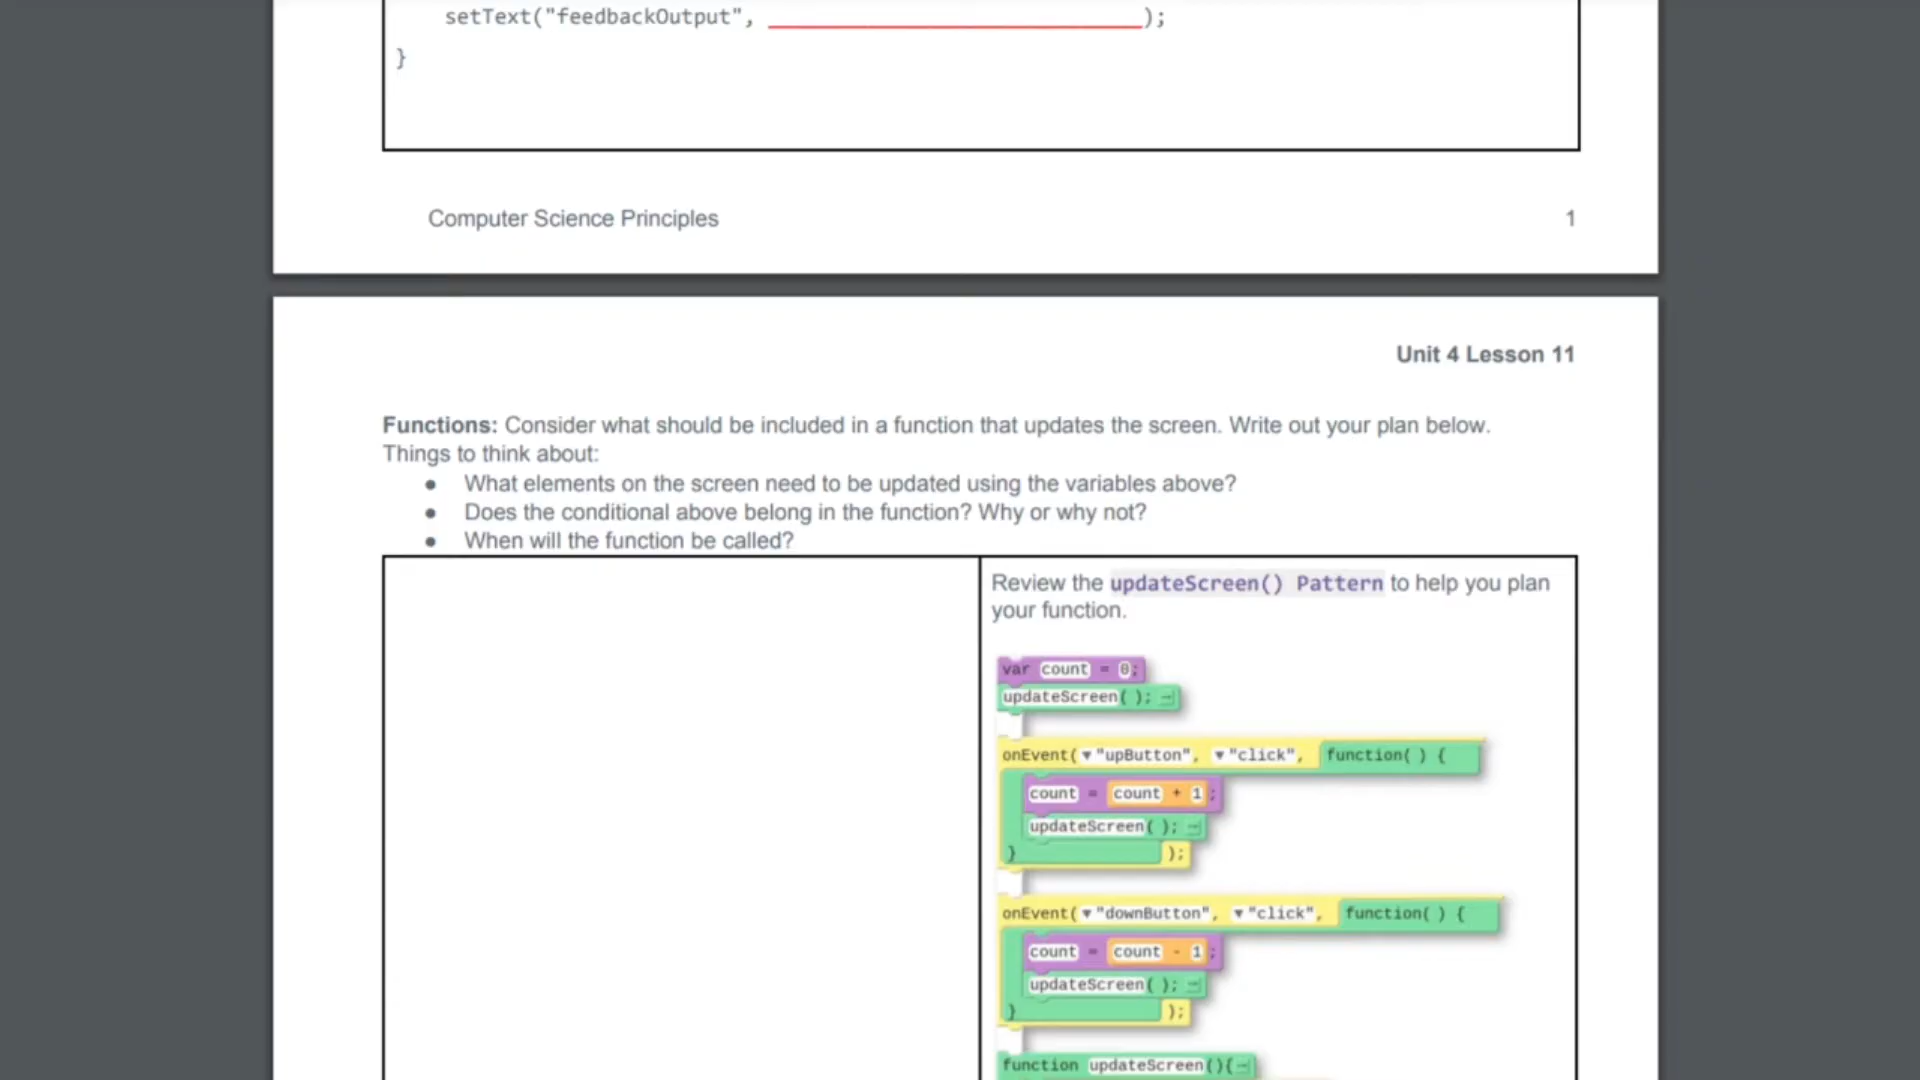 setText("feedbackOutput", ____________________);
}
Computer Science Principles 1
Unit 4 Lesson 11
Functions: Consider what should be included in a function that updates the screen. Write out your plan below.
Things to think about:
● What elements on the screen need to be updated using the variables above?
● Does the conditional above belong in the function? Why or why not?
● When will the function be called?
Review the updateScreen() Pattern to help you plan
your function.
var count = 0;
updateScreen( );
onEvent(▼"upButton", ▼"click", function( ) {
count = count + 1;
updateScreen( );
} );
onEvent(▼"downButton", ▼"click", function( ) {
count = count - 1;
updateScreen( );
} );
function updateScreen(){